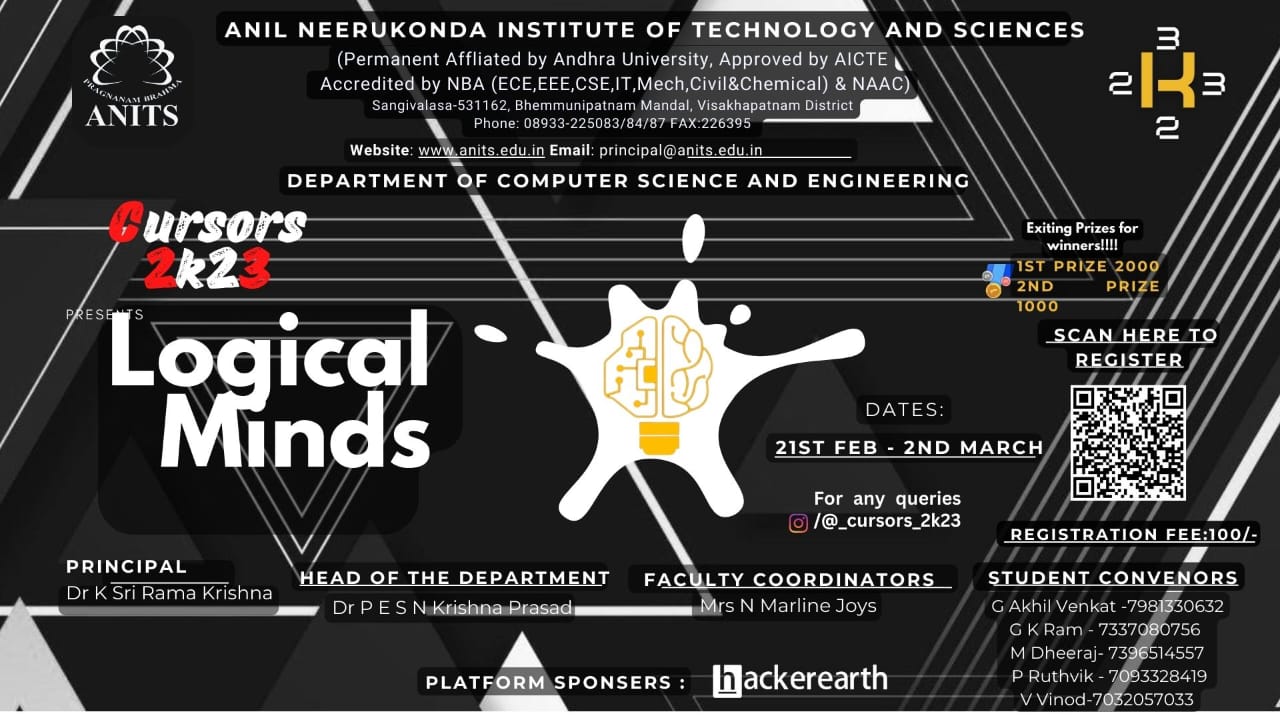 ANIL NEERUKONDA INSTITUTE OF TECHNOLOGY AND SCIENCES
(Permanent Affliated by Andhra University, Approved by AICTE
Accredited by NBA (ECE,EEE,CSE,IT,Mech,Civil&Chemical) & NAAC)
Sangivalasa-531162, Bhemmunipatnam Mandal, Visakhapatnam District
Phone: 08933-225083/84/87 FAX:226395
Website: www.anits.edu.in Email: principal@anits.edu.in
DEPARTMENT OF COMPUTER SCIENCE AND ENGINEERING
PRAGNANAM BRAHMA
ANITS
3
2K3
2
Cursors
2k23
PRESENTS
Logical
Minds
Exiting Prizes for
winners!!!!
1ST PRIZE 2000
2ND PRIZE
1000
SCAN HERE TO
REGISTER
DATES:
21ST FEB - 2ND MARCH
For any queries
/@_cursors_2k23
REGISTRATION FEE:100/-
PRINCIPAL
Dr K Sri Rama Krishna
HEAD OF THE DEPARTMENT
Dr P E S N Krishna Prasad
FACULTY COORDINATORS
Mrs N Marline Joys
STUDENT CONVENORS
G Akhil Venkat -7981330632
G K Ram - 7337080756
M Dheeraj- 7396514557
P Ruthvik - 7093328419
V Vinod-7032057033
PLATFORM SPONSERS :
hackerearth